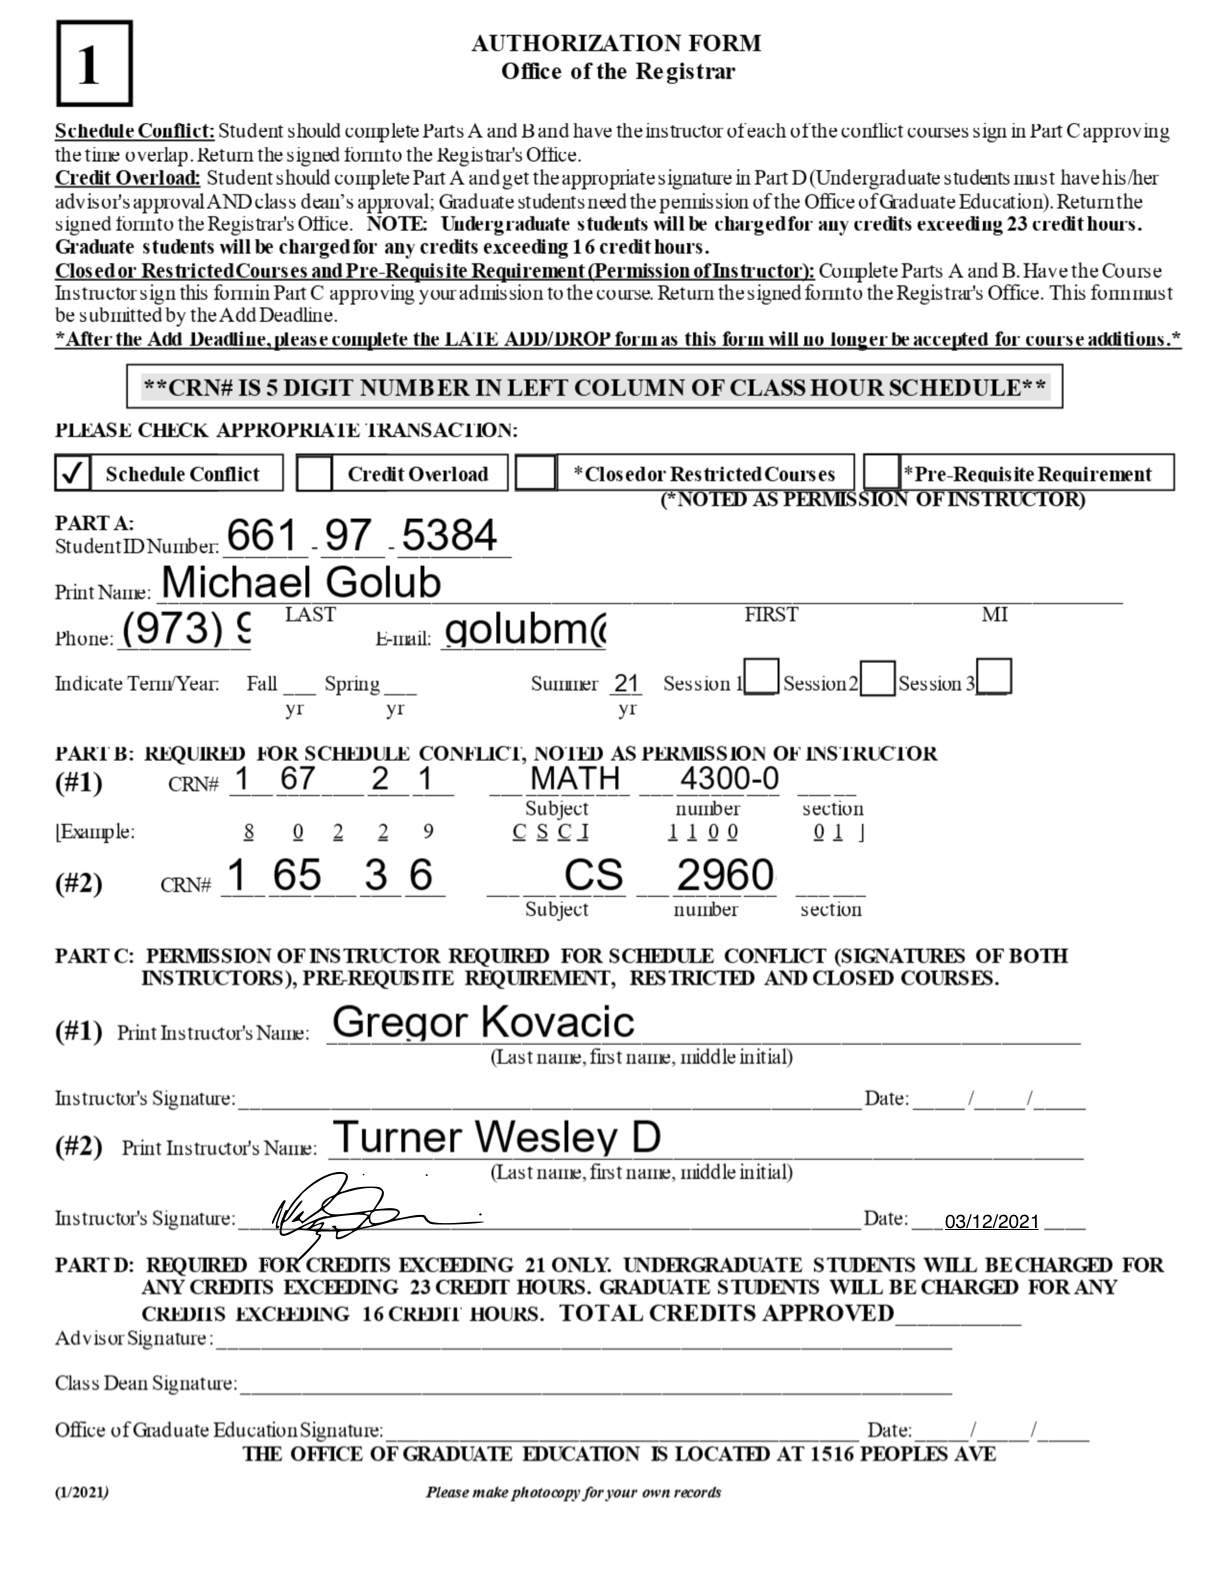 1
AUTHORIZATION FORM
Office of the Registrar
Schedule Conflict: Student should complete Parts A and B and have the instructor of each of the conflict courses sign in Part C approving
the time overlap. Return the signed form to the Registrar's Office.
Credit Overload: Student should complete Part A and get the appropriate signature in Part D (Undergraduate students must have his/her
advisor's approval AND class dean's approval; Graduate students need the permission of the Office of Graduate Education). Return the
signed form to the Registrar's Office. NOTE: Undergraduate students will be charged for any credits exceeding 23 credit hours.
Graduate students will be charged for any credits exceeding 16 credit hours.
Closed or Restricted Courses and Pre-Requisite Requirement (Permission of Instructor): Complete Parts A and B. Have the Course
Instructor sign this form in Part C approving your admission to the course. Return the signed form to the Registrar's Office. This form must
be submitted by the Add Deadline.
*After the Add Deadline, please complete the LATE ADD/DROP form as this form will no longer be accepted for course additions.*
**CRN# IS 5 DIGIT NUMBER IN LEFT COLUMN OF CLASS HOUR SCHEDULE**
PLEASE CHECK APPROPRIATE TRANSACTION:
✓ Schedule Conflict Credit Overload *Closed or Restricted Courses *Pre-Requisite Requirement
(*NOTED AS PERMISSION OF INSTRUCTOR)
PART A:
Student ID Number: 661 - 97 - 5384
Print Name: Michael Golub
LAST FIRST MI
Phone: (973) 9 E-mail: golubm@
Indicate Term/Year: Fall ___ Spring ___ Summer 21 Session 1 Session 2 Session 3
yr yr yr
PART B: REQUIRED FOR SCHEDULE CONFLICT, NOTED AS PERMISSION OF INSTRUCTOR
(#1) CRN# 1 67 2 1 MATH 4300-0
Subject number section
[Example: 8 0 2 2 9 C S C I 1 1 0 0 0 1 ]
(#2) CRN# 1 65 3 6 CS 2960
Subject number section
PART C: PERMISSION OF INSTRUCTOR REQUIRED FOR SCHEDULE CONFLICT (SIGNATURES OF BOTH
INSTRUCTORS), PRE-REQUISITE REQUIREMENT, RESTRICTED AND CLOSED COURSES.
(#1) Print Instructor's Name: Gregor Kovacic
(Last name, first name, middle initial)
Instructor's Signature: Date: ____/____/____
(#2) Print Instructor's Name: Turner Wesley D
(Last name, first name, middle initial)
Instructor's Signature: Date: 03/12/2021
PART D: REQUIRED FOR CREDITS EXCEEDING 21 ONLY. UNDERGRADUATE STUDENTS WILL BE CHARGED FOR
ANY CREDITS EXCEEDING 23 CREDIT HOURS. GRADUATE STUDENTS WILL BE CHARGED FOR ANY
CREDITS EXCEEDING 16 CREDIT HOURS. TOTAL CREDITS APPROVED
Advisor Signature:
Class Dean Signature:
Office of Graduate Education Signature: Date: ____/____/____
THE OFFICE OF GRADUATE EDUCATION IS LOCATED AT 1516 PEOPLES AVE
(1/2021) Please make photocopy for your own records